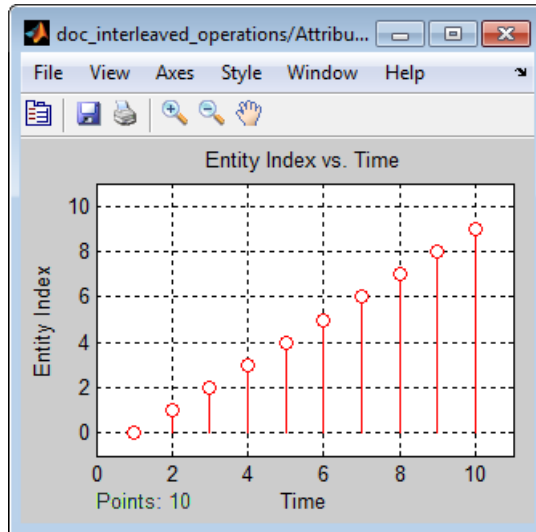 doc_interleaved_operations/Attribu...
File View Axes Style Window Help
Entity Index vs. Time
Entity Index
10
8
6
4
2
0
0 2 4 6 8 10
Points: 10 Time